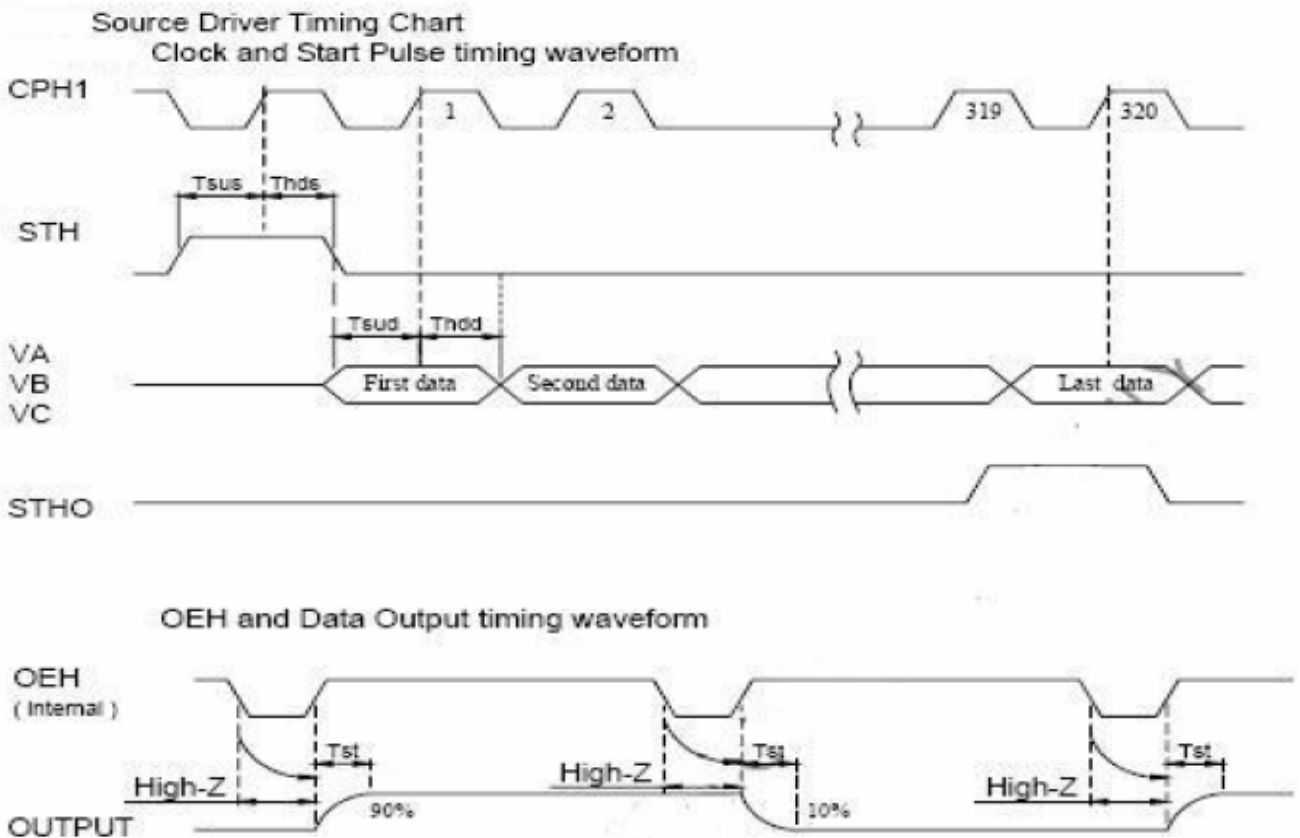 Source Driver Timing Chart
Clock and Start Pulse timing waveform
CPH1
1
2
319
320
Tsus
Thds
STH
Tsud
Thdd
VA
VB
VC
First data
Second data
Last data
STHO
OEH and Data Output timing waveform
OEH
( Internal )
Tst
Tst
Tst
High-Z
High-Z
High-Z
90%
10%
OUTPUT